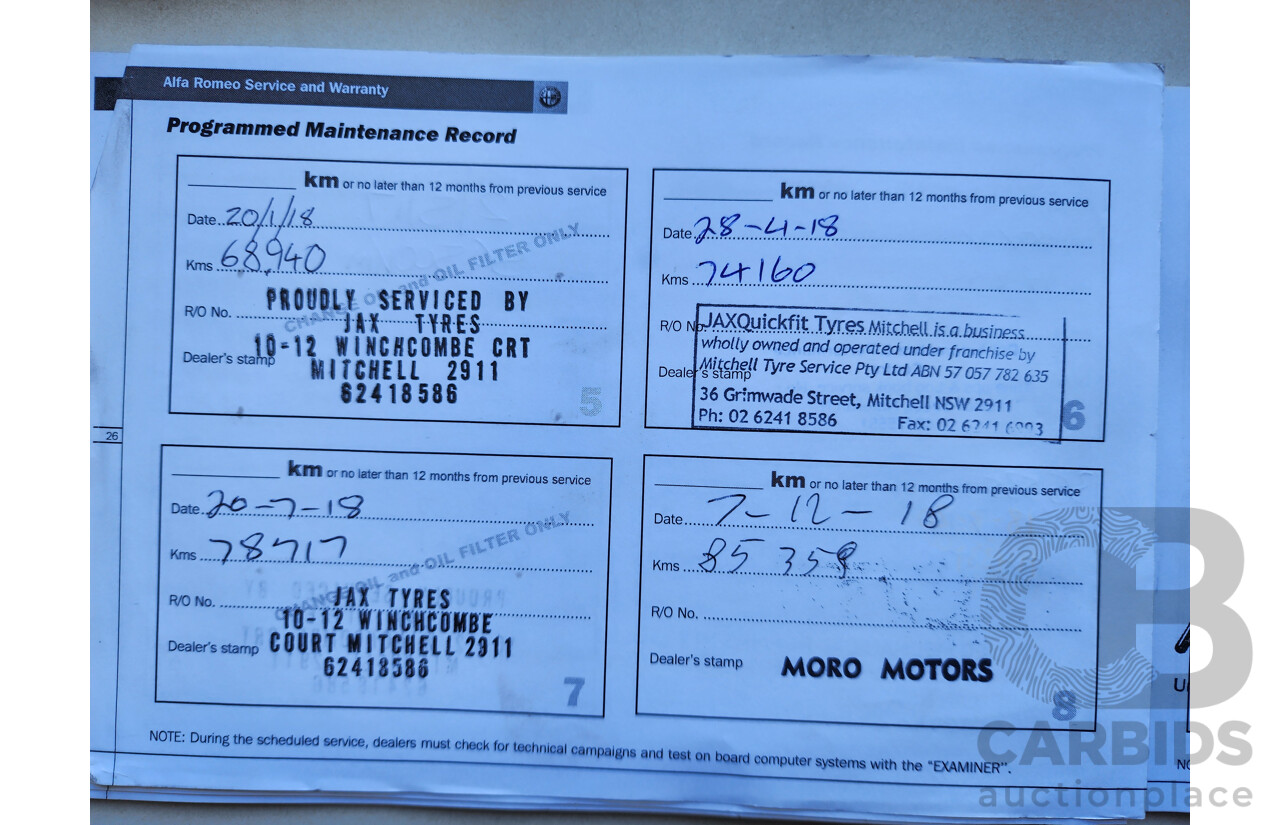 Alfa Romeo Service and Warranty
Programmed Maintenance Record
km or no later than 12 months from previous service
Date 20/1/18
Kms 68,940
CHANGE OIL and OIL FILTER ONLY
R/O No.
Dealer's stamp
PROUDLY SERVICED BY
JAX TYRES
10-12 WINCHCOMBE CRT
MITCHELL 2911
62418586
5
km or no later than 12 months from previous service
Date 28-4-18
Kms 74160
R/O No
Dealer's stamp
JAXQuickfit Tyres Mitchell is a business
wholly owned and operated under franchise by
Mitchell Tyre Service Pty Ltd ABN 57 057 782 635
36 Grimwade Street, Mitchell NSW 2911
Ph: 02 6241 8586 Fax: 02 6241
6
26
km or no later than 12 months from previous service
Date 20-7-18
Kms 78717
CHANGE OIL and OIL FILTER ONLY
R/O No.
Dealer's stamp
JAX TYRES
10-12 WINCHCOMBE
COURT MITCHELL 2911
62418586
7
km or no later than 12 months from previous service
Date 7-12-18
Kms 85 358
R/O No.
Dealer's stamp
MORO MOTORS
8
NOTE: During the scheduled service, dealers must check for technical campaigns and test on board computer systems with the "EXAMINER".
CB
CARBIDS
auctionplace